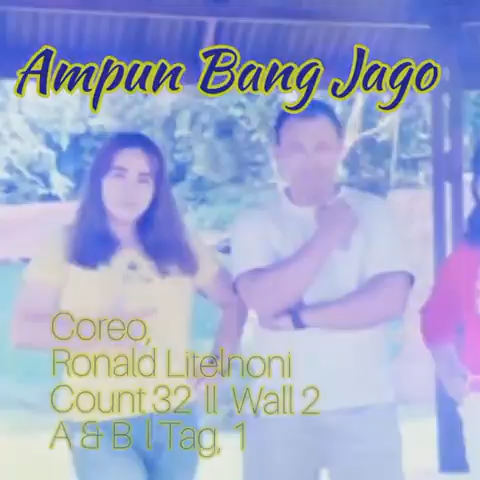 Ampun Bang Jago
Coreo,
Ronald Litelnoni
Count 32 ll Wall 2
A & B l Tag, 1